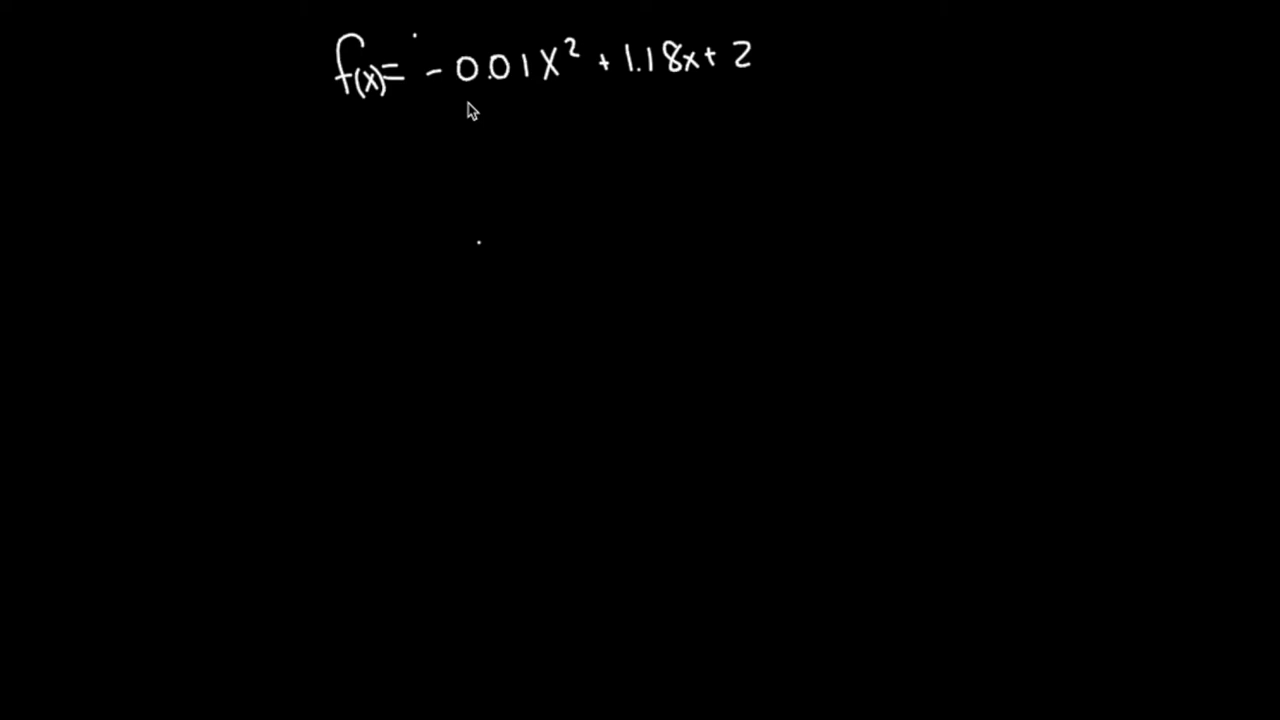 f(x)= - 0.01x² + 1.18x + 2